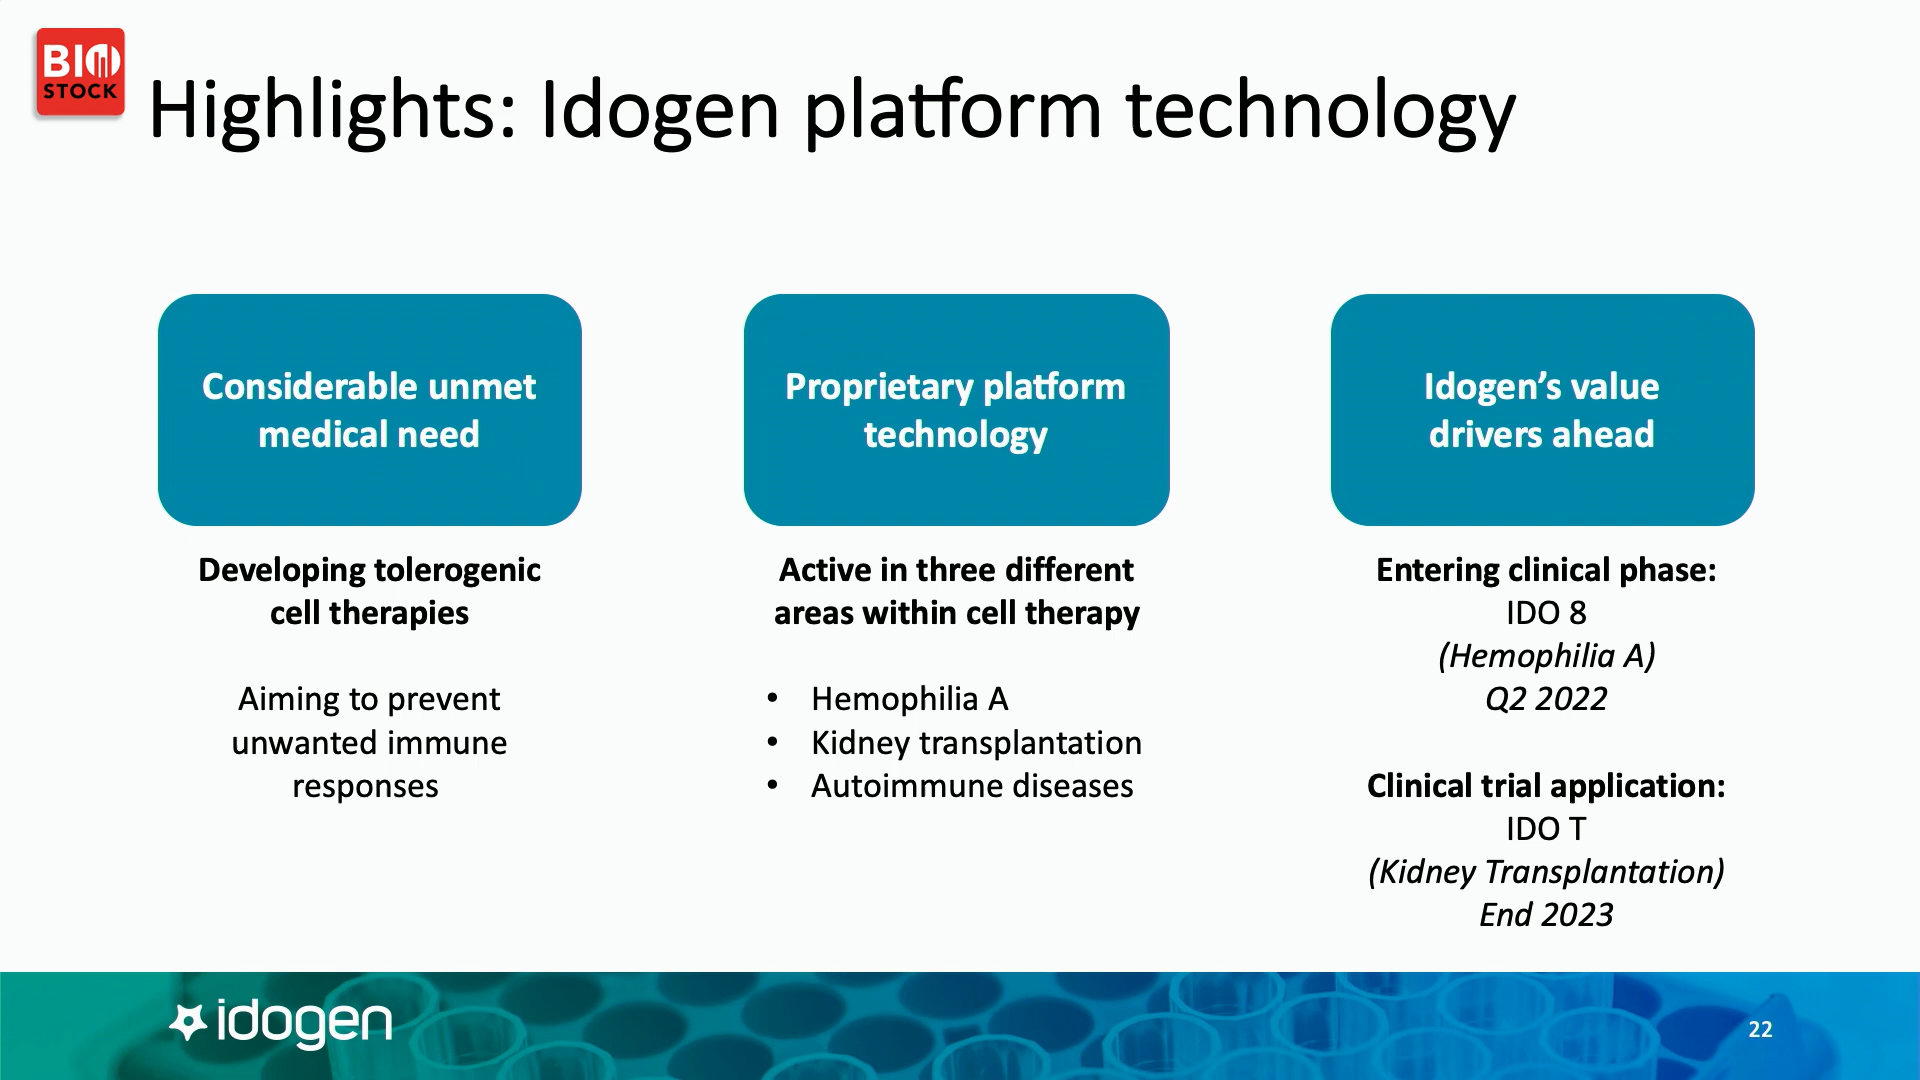 BIO
STOCK
Highlights: Idogen platform technology
Considerable unmet
medical need
Developing tolerogenic
cell therapies
Aiming to prevent
unwanted immune
responses
Proprietary platform
technology
Active in three different
areas within cell therapy
• Hemophilia A
• Kidney transplantation
• Autoimmune diseases
Idogen’s value
drivers ahead
Entering clinical phase:
IDO 8
(Hemophilia A)
Q2 2022
Clinical trial application:
IDO T
(Kidney Transplantation)
End 2023
idogen
22